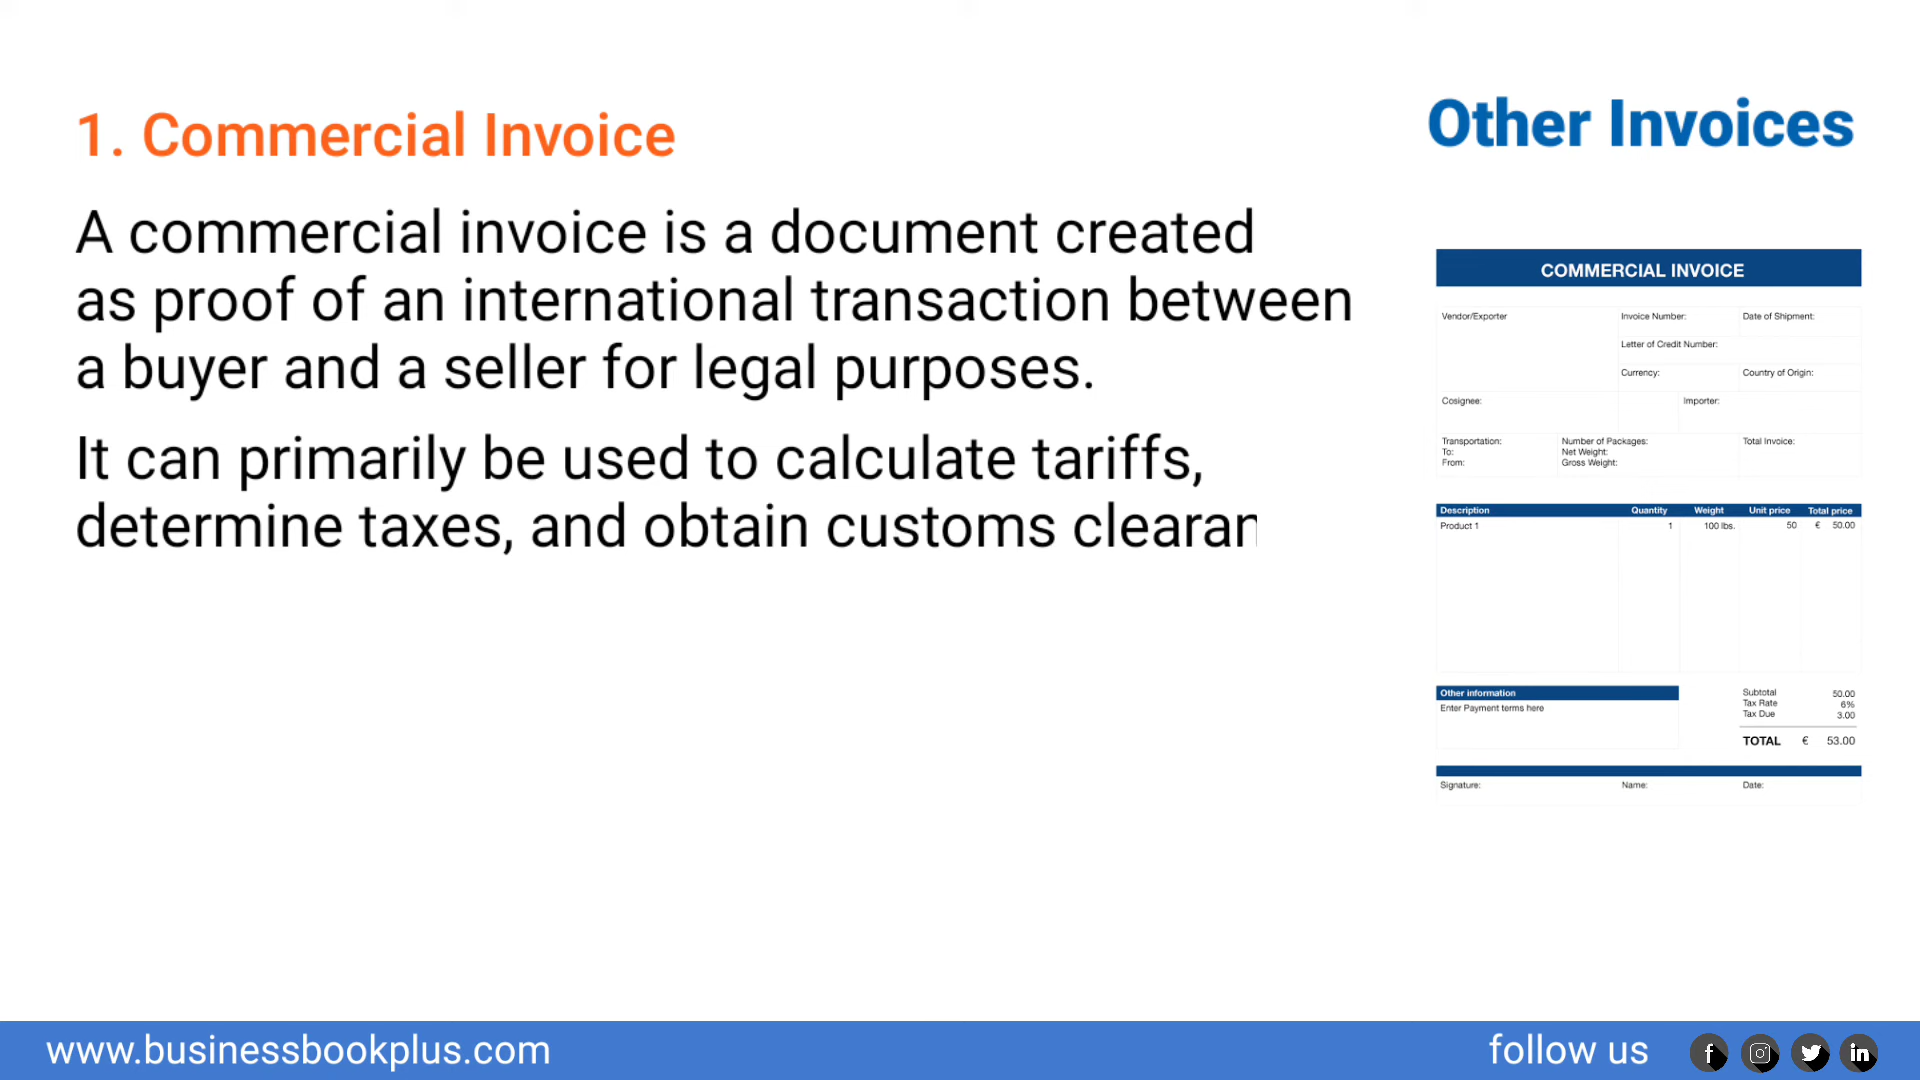 1. Commercial Invoice
A commercial invoice is a document created
as proof of an international transaction between
a buyer and a seller for legal purposes.
It can primarily be used to calculate tariffs,
determine taxes, and obtain customs clearan
Other Invoices
COMMERCIAL INVOICE
Vendor/Exporter
Invoice Number:
Date of Shipment:
Letter of Credit Number:
Currency:
Country of Origin:
Cosignee:
Importer:
Transportation:
To:
From:
Number of Packages:
Net Weight:
Gross Weight:
Total Invoice:
Description Quantity Weight Unit price Total price
Product 1 1 100 lbs. 50 € 50.00
Other information
Enter Payment terms here
Subtotal 50.00
Tax Rate 6%
Tax Due 3.00
TOTAL € 53.00
Signature: Name: Date:
www.businessbookplus.com
follow us